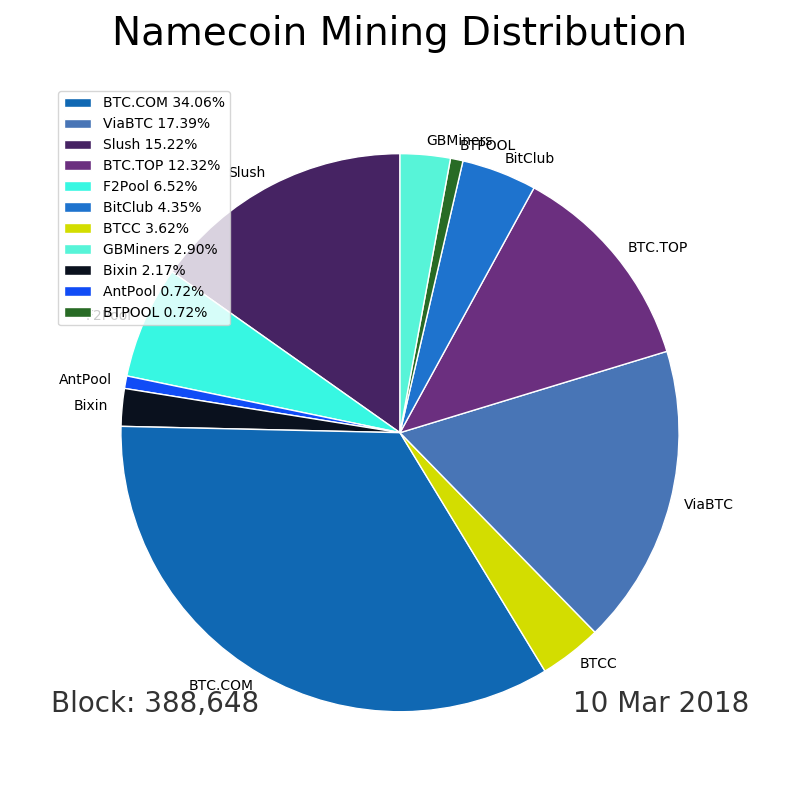 Namecoin Mining Distribution
BTC.COM 34.06%
ViaBTC 17.39%
Slush 15.22%
BTC.TOP 12.32%
F2Pool 6.52%
BitClub 4.35%
BTCC 3.62%
GBMiners 2.90%
Bixin 2.17%
AntPool 0.72%
BTPOOL 0.72%
GBMiners
BTPOOL
BitClub
Slush
BTC.TOP
F2Pool
AntPool
Bixin
ViaBTC
BTCC
BTC.COM
Block: 388,648
10 Mar 2018